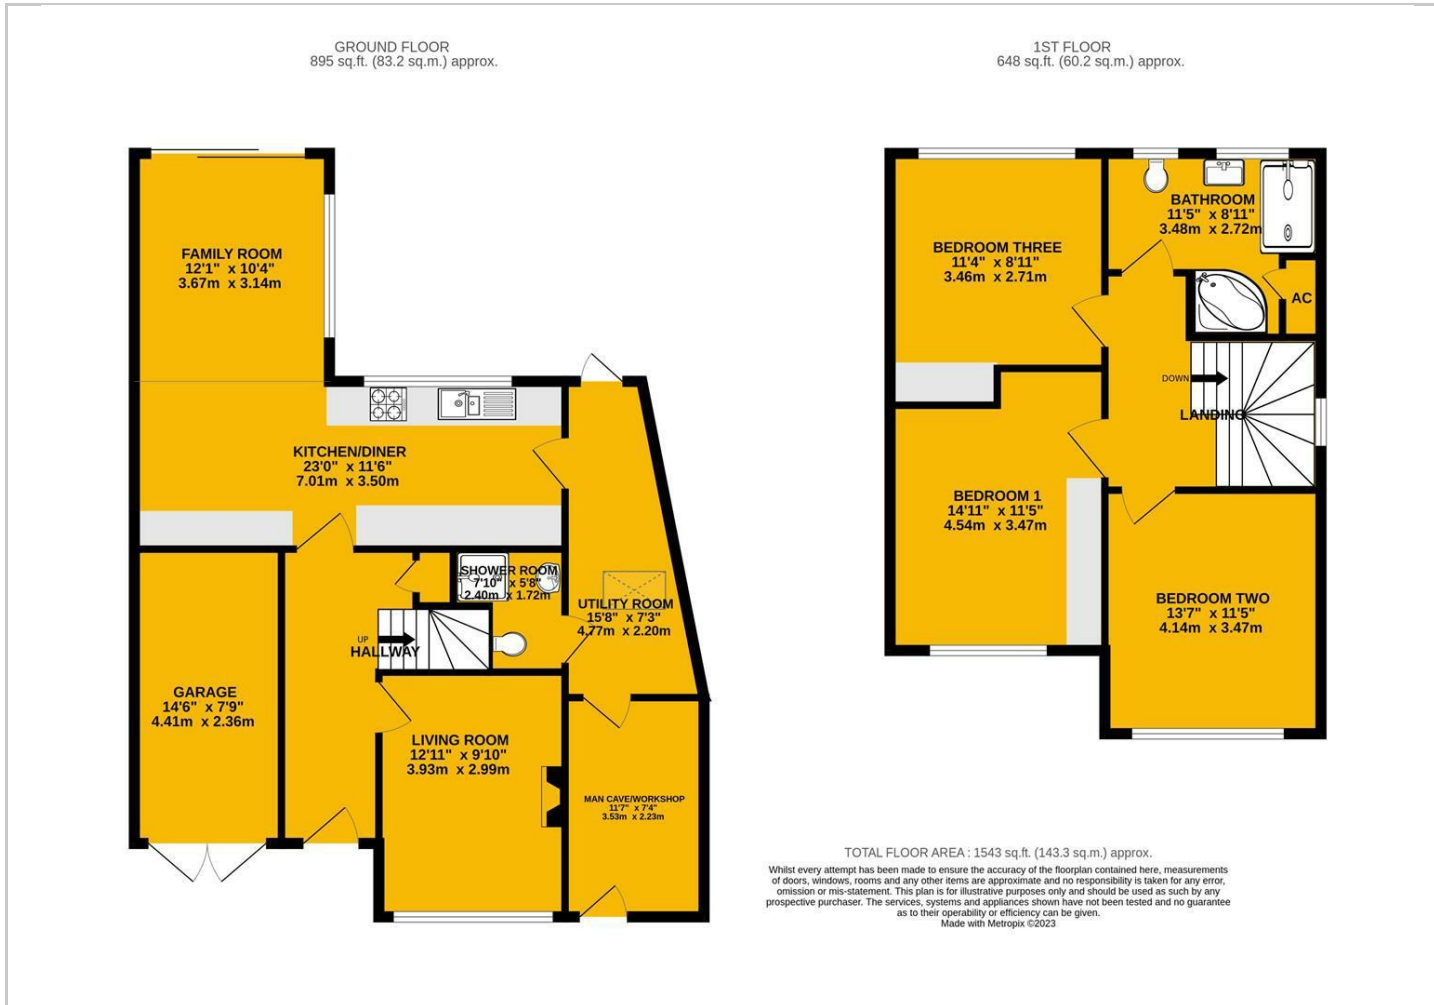 GROUND FLOOR
895 sq.ft. (83.2 sq.m.) approx.
1ST FLOOR
648 sq.ft. (60.2 sq.m.) approx.
FAMILY ROOM
12'1" x 10'4"
3.67m x 3.14m
KITCHEN/DINER
23'0" x 11'6"
7.01m x 3.50m
SHOWER ROOM
7'10" x 5'8"
2.40m x 1.72m
UTILITY ROOM
15'8" x 7'3"
4.77m x 2.20m
UP
HALLWAY
GARAGE
14'6" x 7'9"
4.41m x 2.36m
LIVING ROOM
12'11" x 9'10"
3.93m x 2.99m
MAN CAVE/WORKSHOP
11'7" x 7'4"
3.53m x 2.23m
BATHROOM
11'5" x 8'11"
3.48m x 2.72m
BEDROOM THREE
11'4" x 8'11"
3.46m x 2.71m
AC
DOWN
LANDING
BEDROOM 1
14'11" x 11'5"
4.54m x 3.47m
BEDROOM TWO
13'7" x 11'5"
4.14m x 3.47m
TOTAL FLOOR AREA : 1543 sq.ft. (143.3 sq.m.) approx.
Whilst every attempt has been made to ensure the accuracy of the floorplan contained here, measurements
of doors, windows, rooms and any other items are approximate and no responsibility is taken for any error,
omission or mis-statement. This plan is for illustrative purposes only and should be used as such by any
prospective purchaser. The services, systems and appliances shown have not been tested and no guarantee
as to their operability or efficiency can be given.
Made with Metropix ©2023